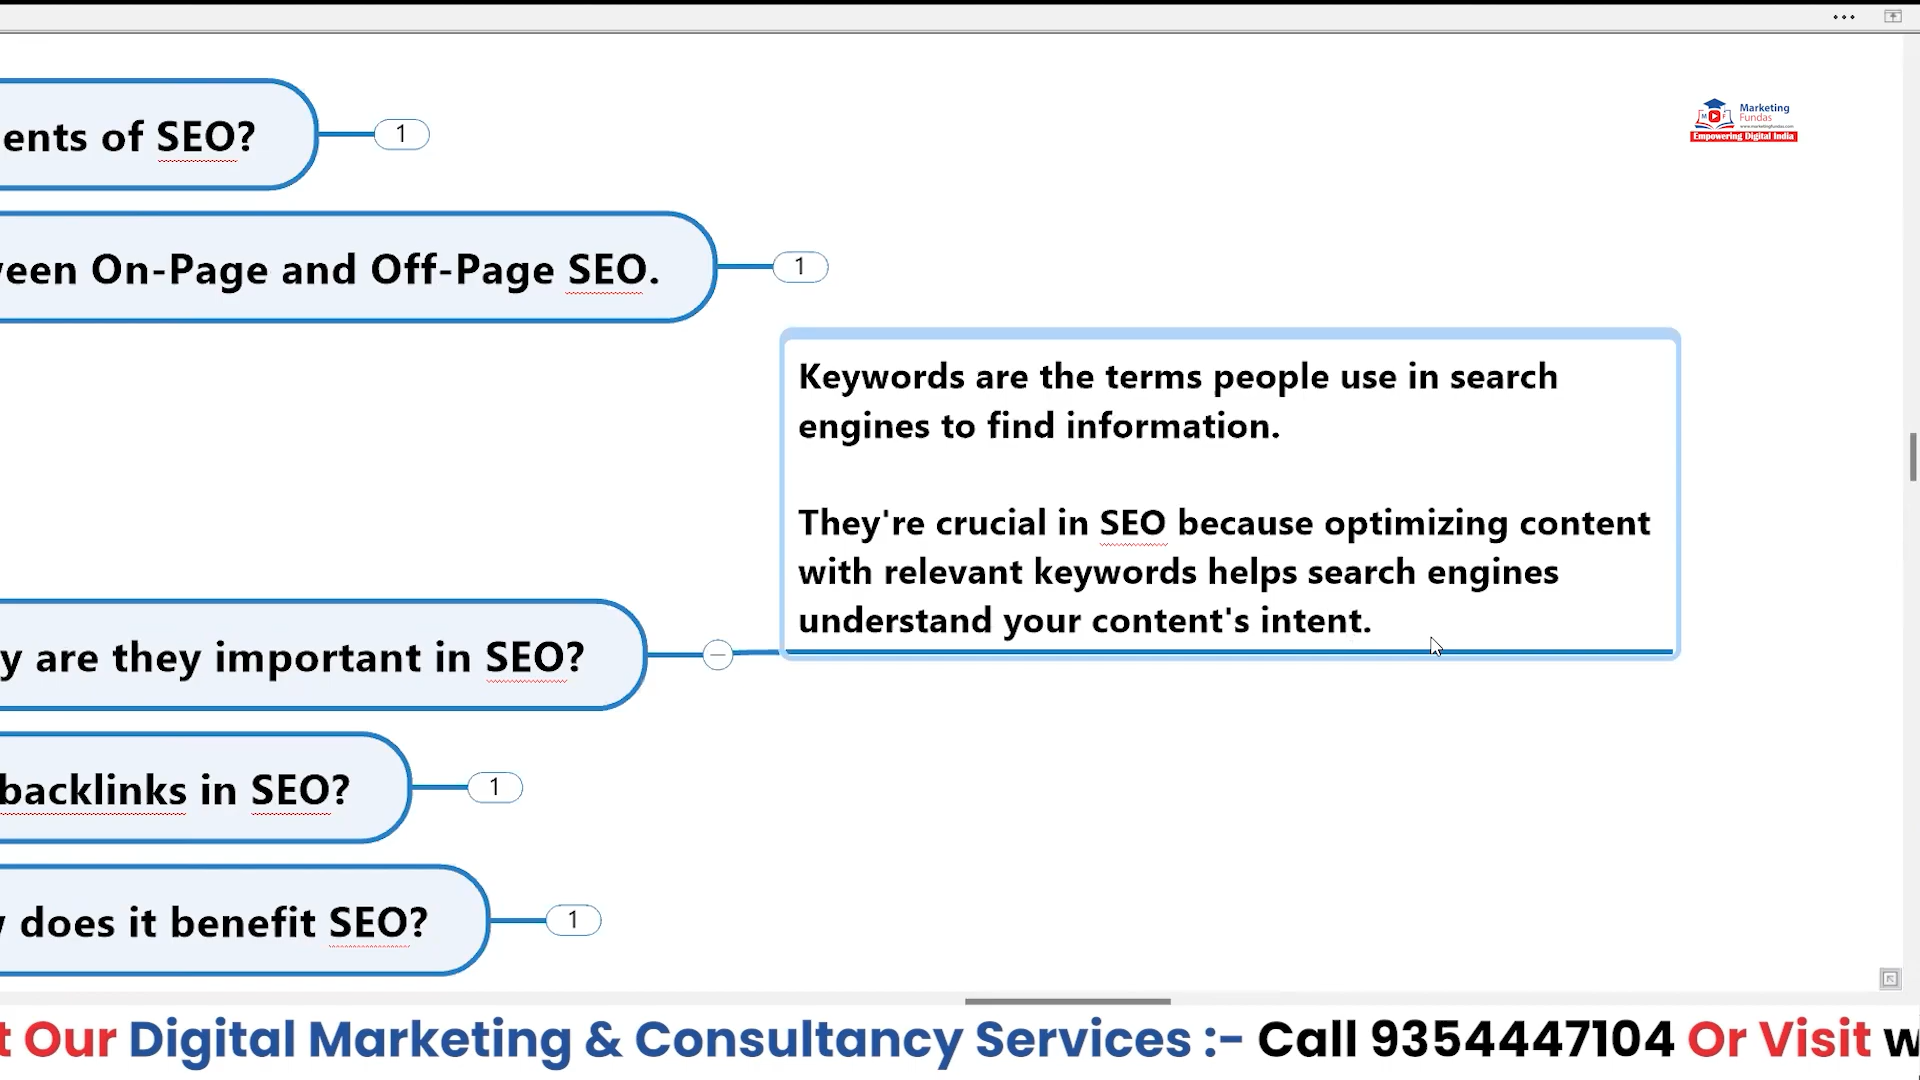 ents of SEO?
1
een On-Page and Off-Page SEO.
1
Marketing
Fundas
www.marketingfundas.com
Empowering Digital India
Keywords are the terms people use in search
engines to find information.
They're crucial in SEO because optimizing content
with relevant keywords helps search engines
understand your content's intent.
y are they important in SEO?
backlinks in SEO?
1
does it benefit SEO?
1
t Our Digital Marketing & Consultancy Services :- Call 9354447104 Or Visit w